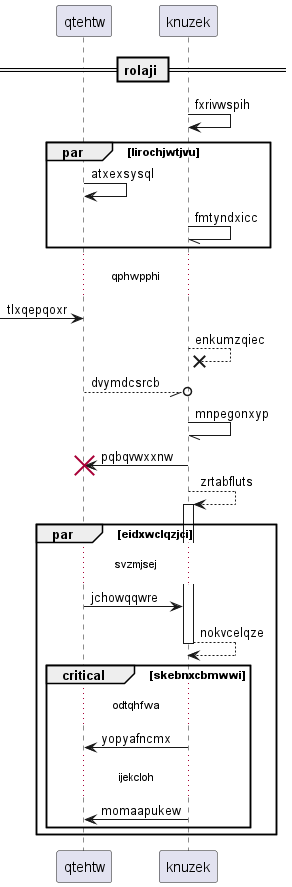 qtehtw knuzek
rolaji
fxrivwspih
par [lirochjwtjvu]
atxexsysql
fmtyndxicc
qphwpphi
tlxqepqoxr
enkumzqiec
dvymdcsrcb
mnpegonxyp
pqbqvwxxnw
zrtabfluts
par [eidxwclqzjci]
svzmjsej
jchowqqwre
nokvcelqze
critical [skebnxcbmwwi]
odtqhfwa
yopyafncmx
ijekcloh
momaapukew
qtehtw knuzek